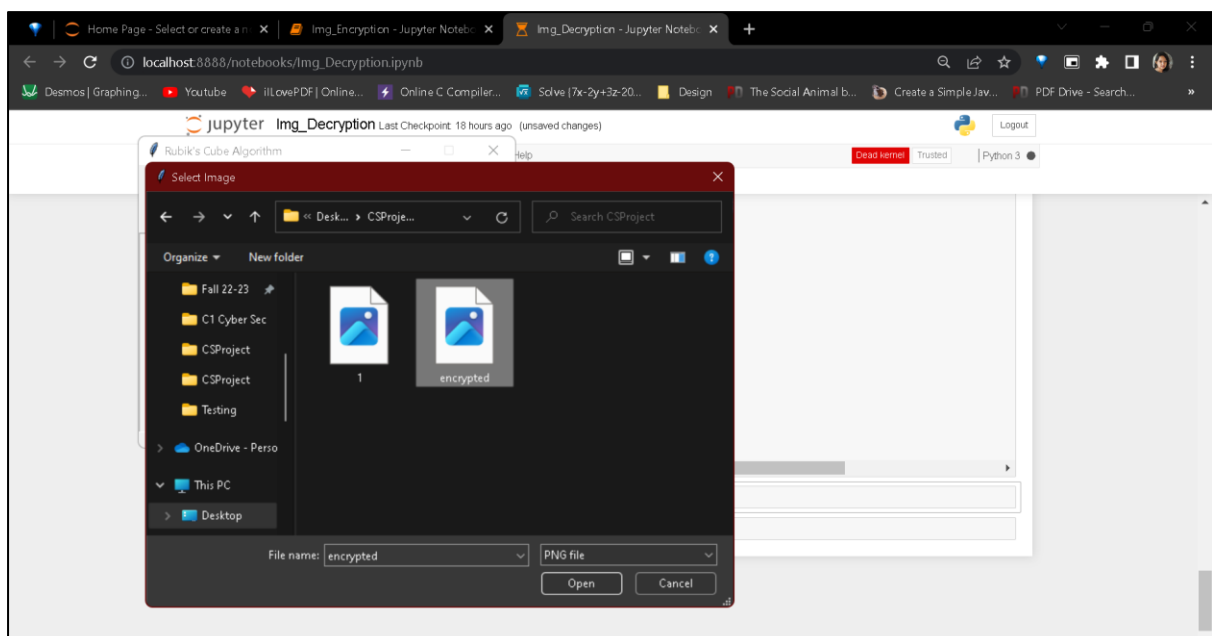 Home Page - Select or create a n
Img_Encryption - Jupyter Notebo
Img_Decryption - Jupyter Notebo
localhost:8888/notebooks/Img_Decryption.ipynb
Desmos | Graphing... Youtube iLovePDF | Online... Online C Compiler... Solve |7x-2y+3z-20... Design The Social Animal b... Create a Simple Jav... PDF Drive - Search... »
jupyter Img_Decryption Last Checkpoint: 18 hours ago (unsaved changes) Logout
Rubik's Cube Algorithm Help Dead kernel Trusted Python 3
Select Image
« Desk... › CSProje... Search CSProject
Organize New folder
Fall 22-23
C1 Cyber Sec
CSProject
CSProject
Testing
OneDrive - Perso
This PC
Desktop
1 encrypted
File name: encrypted PNG file
Open Cancel